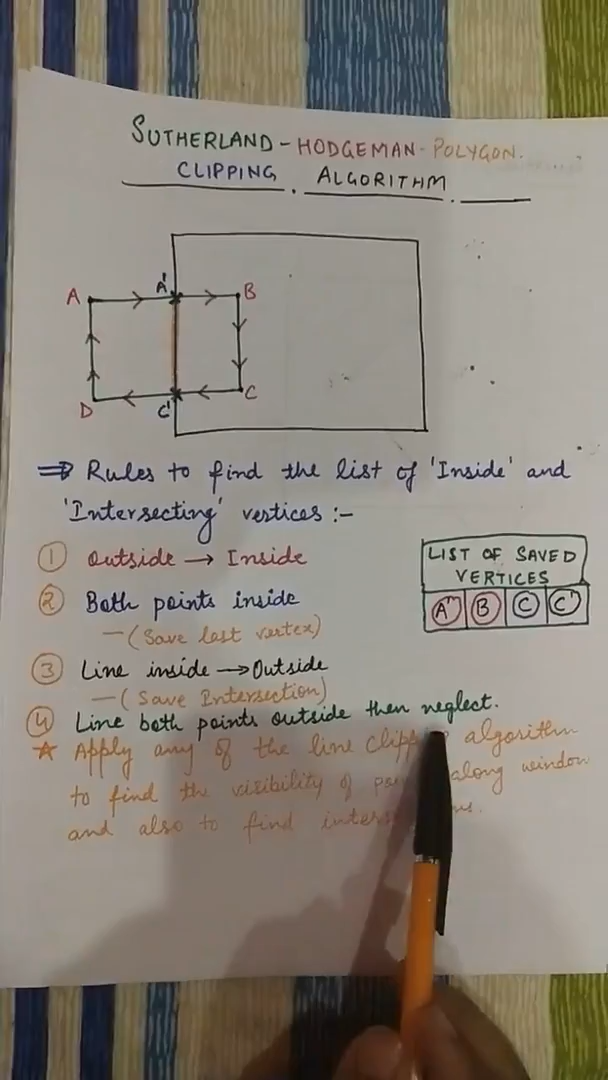 SUTHERLAND-HODGEMAN-POLYGON.
CLIPPING ALGORITHM
A A' B
D C' C
⇒ Rules to find the list of 'Inside' and
'Intersecting' vertices :-
① Outside → Inside
② Both points inside
-(Save last vertex)
③ Line inside → Outside
-(Save Intersection)
④ Line both points outside then neglect.
LIST OF SAVED
VERTICES
A' B C C'
* Apply any of the line algorithm
to find the visibility of along window
and also to find